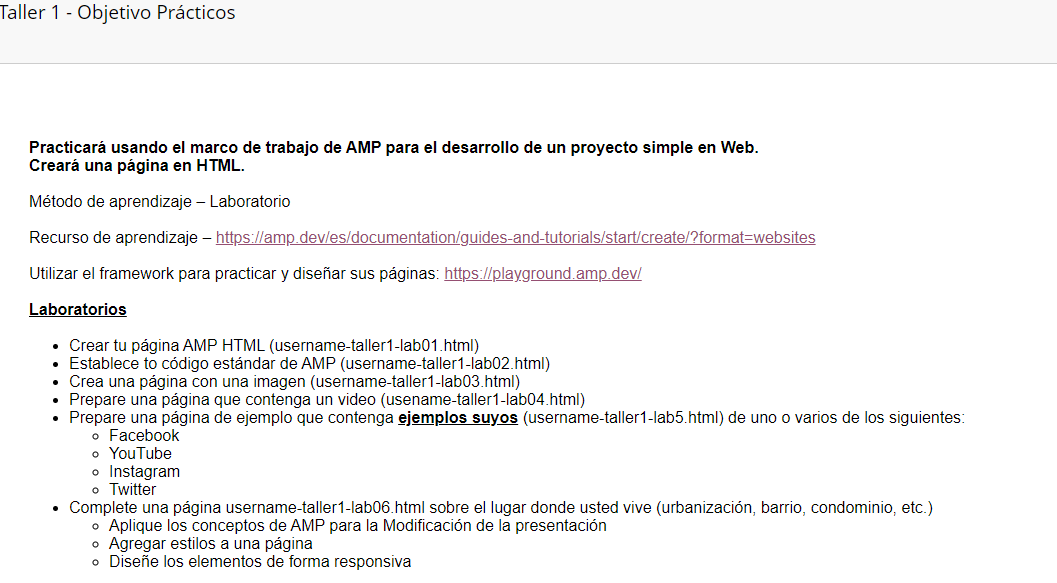 Taller 1 - Objetivo Prácticos
Practicará usando el marco de trabajo de AMP para el desarrollo de un proyecto simple en Web.
Creará una página en HTML.
Método de aprendizaje – Laboratorio
Recurso de aprendizaje – https://amp.dev/es/documentation/guides-and-tutorials/start/create/?format=websites
Utilizar el framework para practicar y diseñar sus páginas: https://playground.amp.dev/
Laboratorios
• Crear tu página AMP HTML (username-taller1-lab01.html)
• Establece to código estándar de AMP (username-taller1-lab02.html)
• Crea una página con una imagen (username-taller1-lab03.html)
• Prepare una página que contenga un video (usename-taller1-lab04.html)
• Prepare una página de ejemplo que contenga ejemplos suyos (username-taller1-lab5.html) de uno o varios de los siguientes:
◦ Facebook
◦ YouTube
◦ Instagram
◦ Twitter
• Complete una página username-taller1-lab06.html sobre el lugar donde usted vive (urbanización, barrio, condominio, etc.)
◦ Aplique los conceptos de AMP para la Modificación de la presentación
◦ Agregar estilos a una página
◦ Diseñe los elementos de forma responsiva